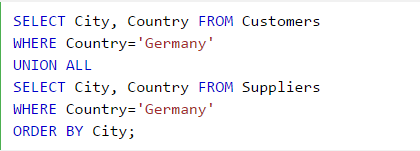 SELECT City, Country FROM Customers
WHERE Country='Germany'
UNION ALL
SELECT City, Country FROM Suppliers
WHERE Country='Germany'
ORDER BY City;